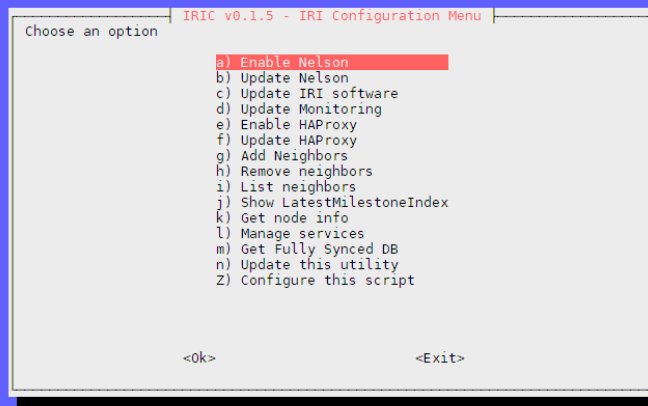 IRIC v0.1.5 - IRI Configuration Menu
Choose an option
a) Enable Nelson
b) Update Nelson
c) Update IRI software
d) Update Monitoring
e) Enable HAProxy
f) Update HAProxy
g) Add Neighbors
h) Remove neighbors
i) List neighbors
j) Show LatestMilestoneIndex
k) Get node info
l) Manage services
m) Get Fully Synced DB
n) Update this utility
Z) Configure this script
<Ok> <Exit>